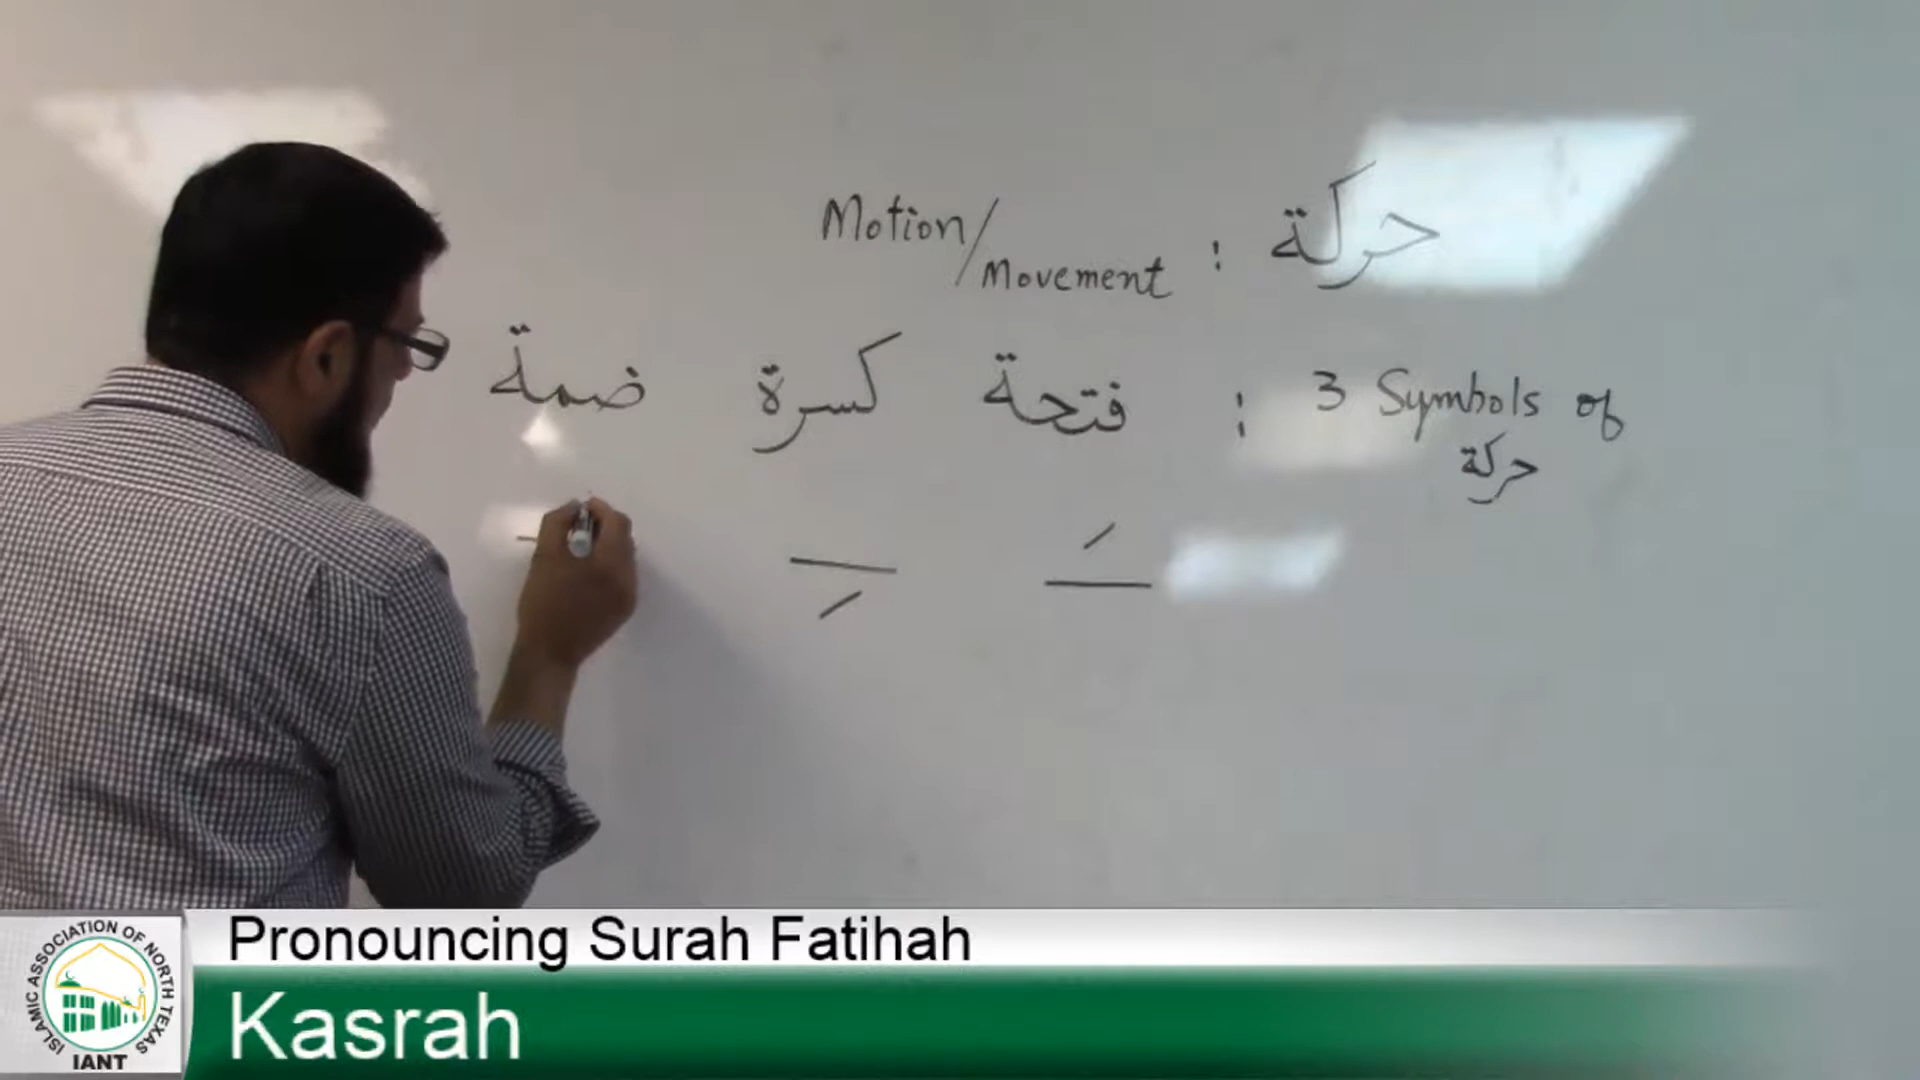 حركة : Motion/Movement
3 Symbols of حركة : فتحة كسرة ضمة
Pronouncing Surah Fatihah
Kasrah
ISLAMIC ASSOCIATION OF NORTH TEXAS
IANT